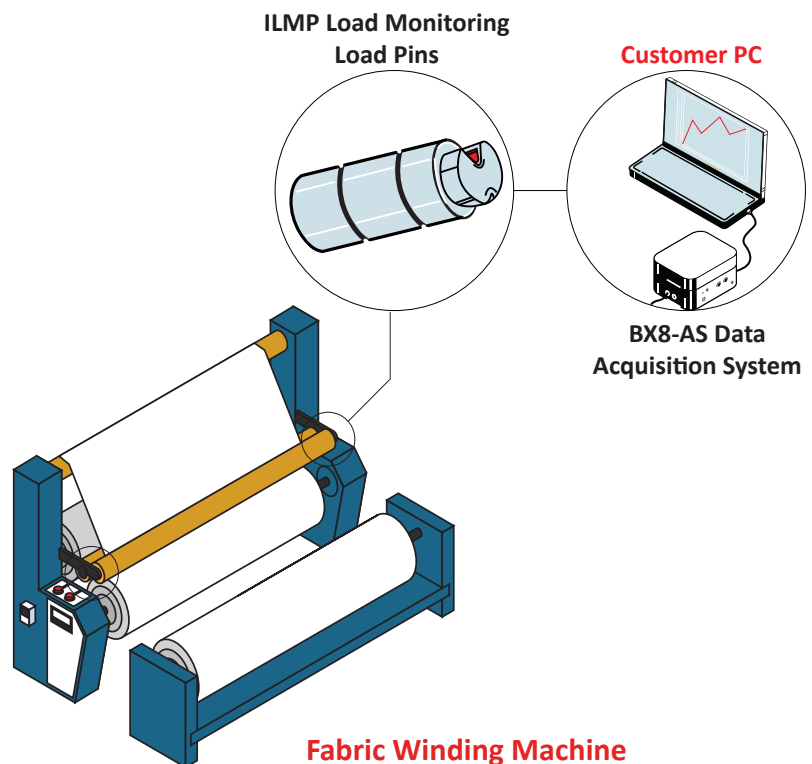 ILMP Load Monitoring
Load Pins
Customer PC
BX8-AS Data
Acquisition System
Fabric Winding Machine